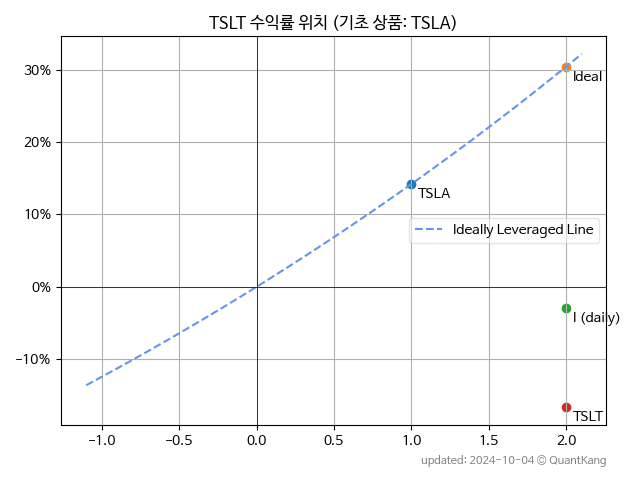 TSLT 수익률 위치 (기초 상품: TSLA)
30%
Ideal
20%
TSLA
10%
Ideally Leveraged Line
0%
I (daily)
−10%
TSLT
−1.0 −0.5 0.0 0.5 1.0 1.5 2.0
updated: 2024-10-04 © QuantKang